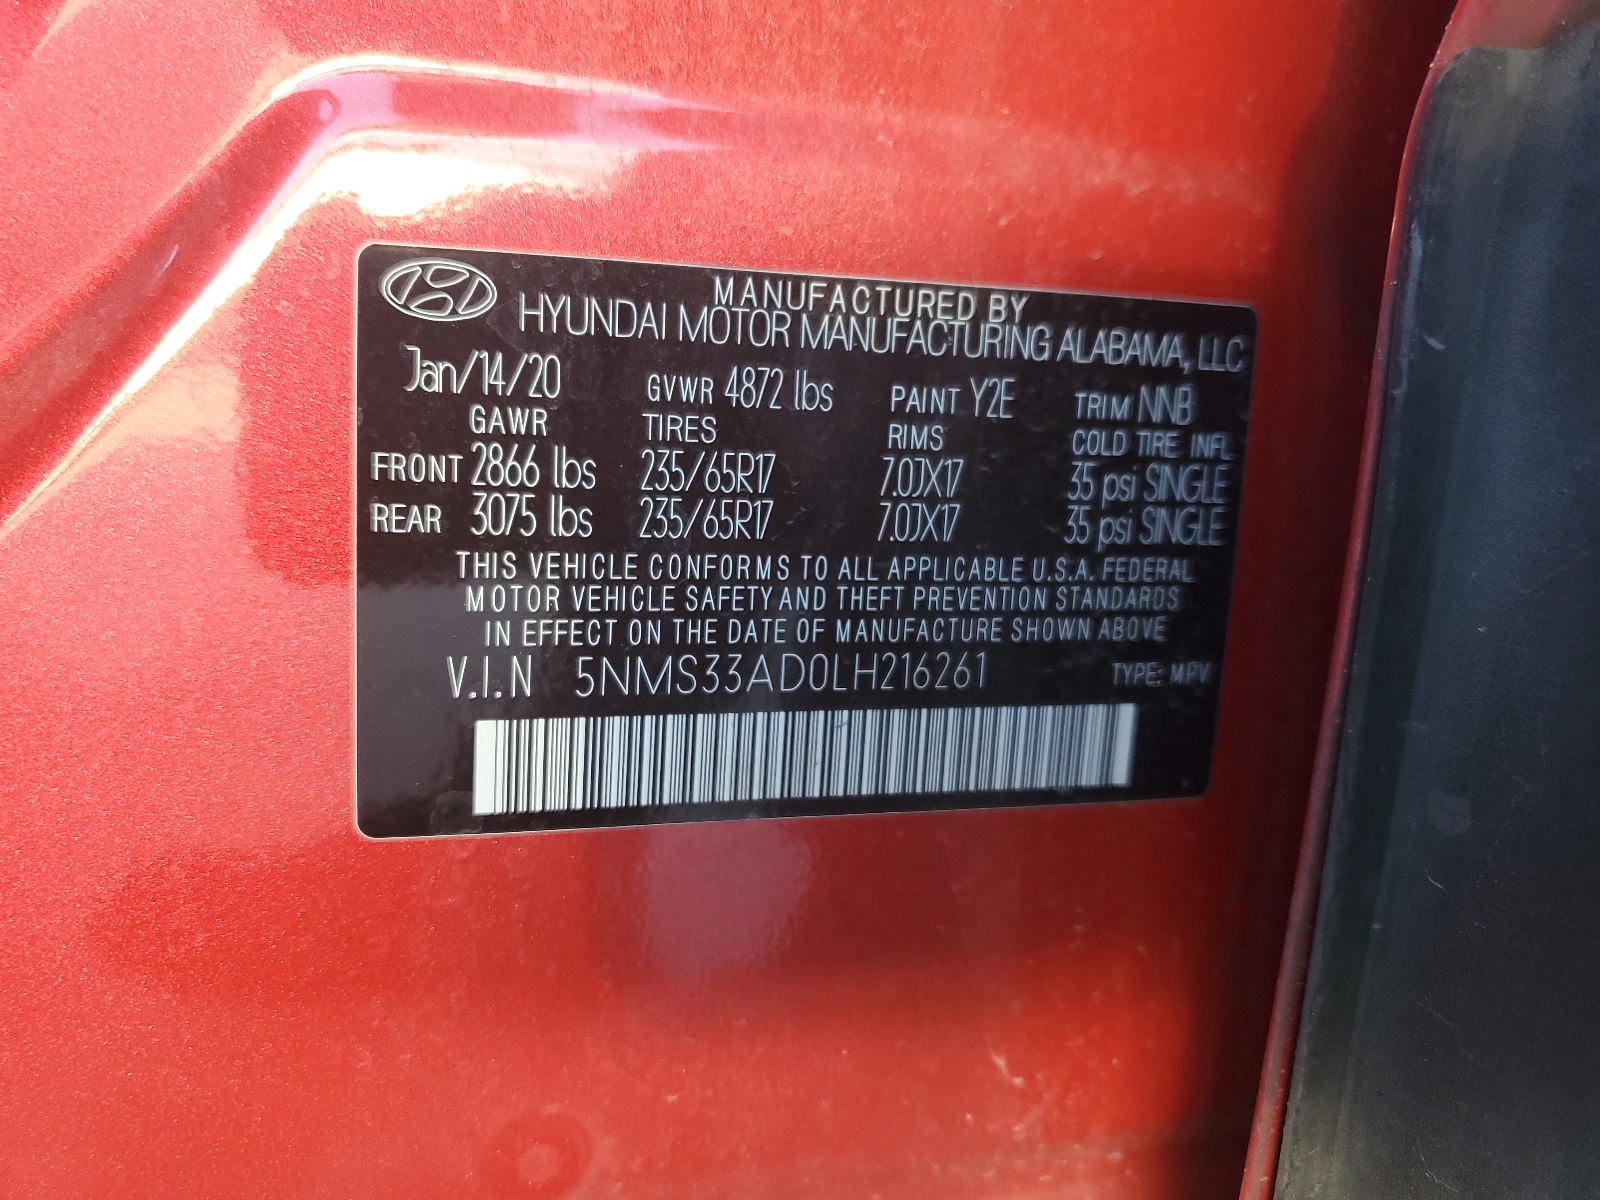 MANUFACTURED BY
HYUNDAI MOTOR MANUFACTURING ALABAMA, LLC
Jan/14/20 GVWR 4872 lbs PAINT Y2E TRIM NNB
GAWR TIRES RIMS COLD TIRE INFL
FRONT 2866 lbs 235/65R17 7.0JX17 35 psi SINGLE
REAR 3075 lbs 235/65R17 7.0JX17 35 psi SINGLE
THIS VEHICLE CONFORMS TO ALL APPLICABLE U.S.A. FEDERAL
MOTOR VEHICLE SAFETY AND THEFT PREVENTION STANDARDS
IN EFFECT ON THE DATE OF MANUFACTURE SHOWN ABOVE
V.I.N 5NMS33AD0LH216261 TYPE: MPV